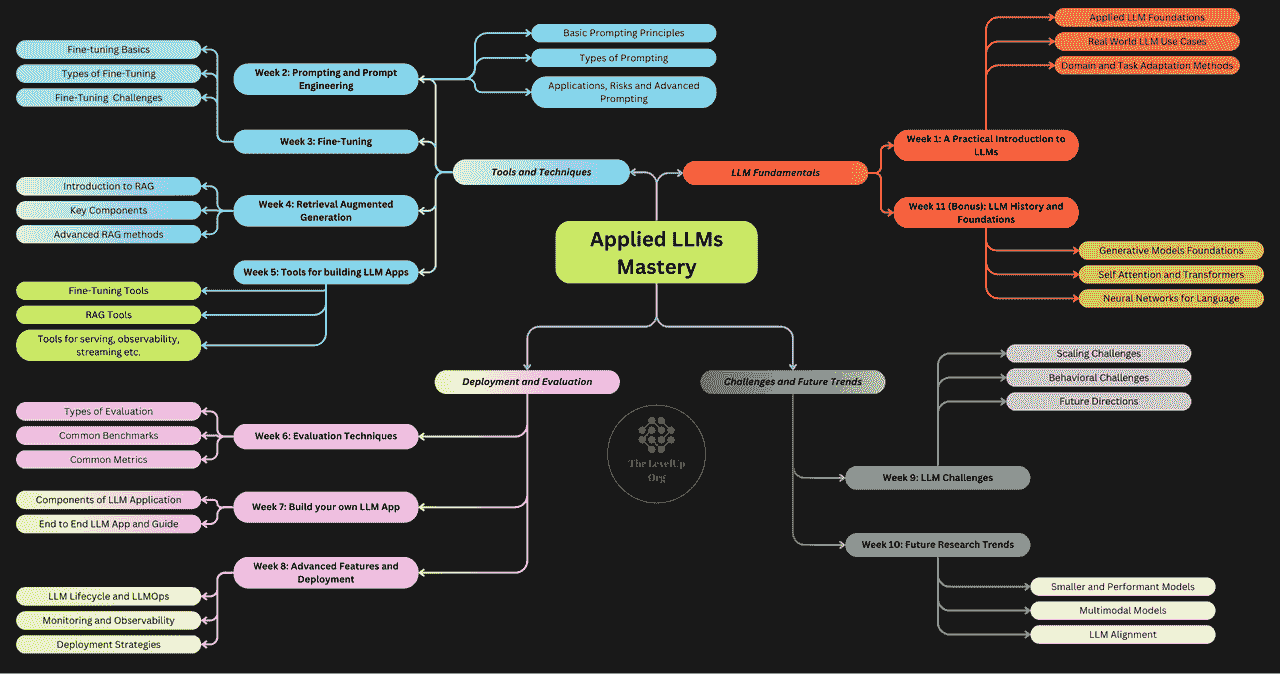 Applied LLMs
Mastery
LLM Fundamentals
Week 1: A Practical Introduction to
LLMs
Applied LLM Foundations
Real World LLM Use Cases
Domain and Task Adaptation Methods
Week 11 (Bonus): LLM History and
Foundations
Generative Models Foundations
Self Attention and Transformers
Neural Networks for Language
Tools and Techniques
Week 2: Prompting and Prompt
Engineering
Basic Prompting Principles
Types of Prompting
Applications, Risks and Advanced
Prompting
Week 3: Fine-Tuning
Fine-tuning Basics
Types of Fine-Tuning
Fine-Tuning Challenges
Week 4: Retrieval Augmented
Generation
Introduction to RAG
Key Components
Advanced RAG methods
Week 5: Tools for building LLM Apps
Fine-Tuning Tools
RAG Tools
Tools for serving, observability,
streaming etc.
Deployment and Evaluation
Week 6: Evaluation Techniques
Types of Evaluation
Common Benchmarks
Common Metrics
Week 7: Build your own LLM App
Components of LLM Application
End to End LLM App and Guide
Week 8: Advanced Features and
Deployment
LLM Lifecycle and LLMOps
Monitoring and Observability
Deployment Strategies
Challenges and Future Trends
Week 9: LLM Challenges
Scaling Challenges
Behavioral Challenges
Future Directions
Week 10: Future Research Trends
Smaller and Performant Models
Multimodal Models
LLM Alignment
The LevelUp
Org